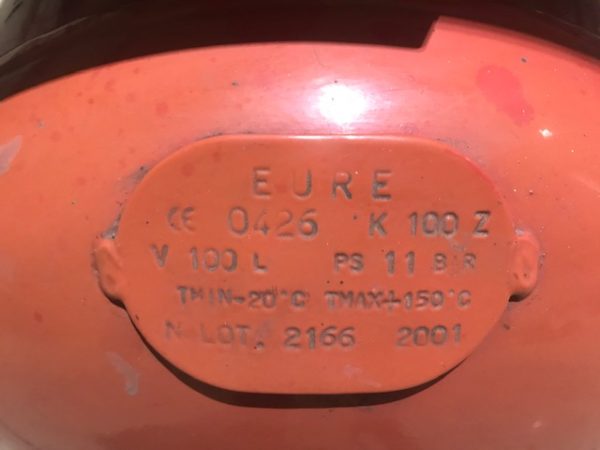 EURE
CE 0426 K 100 Z
V 100 L PS 11 BAR
TMIN-20°C TMAX+150°C
N LOT. 2166 2001